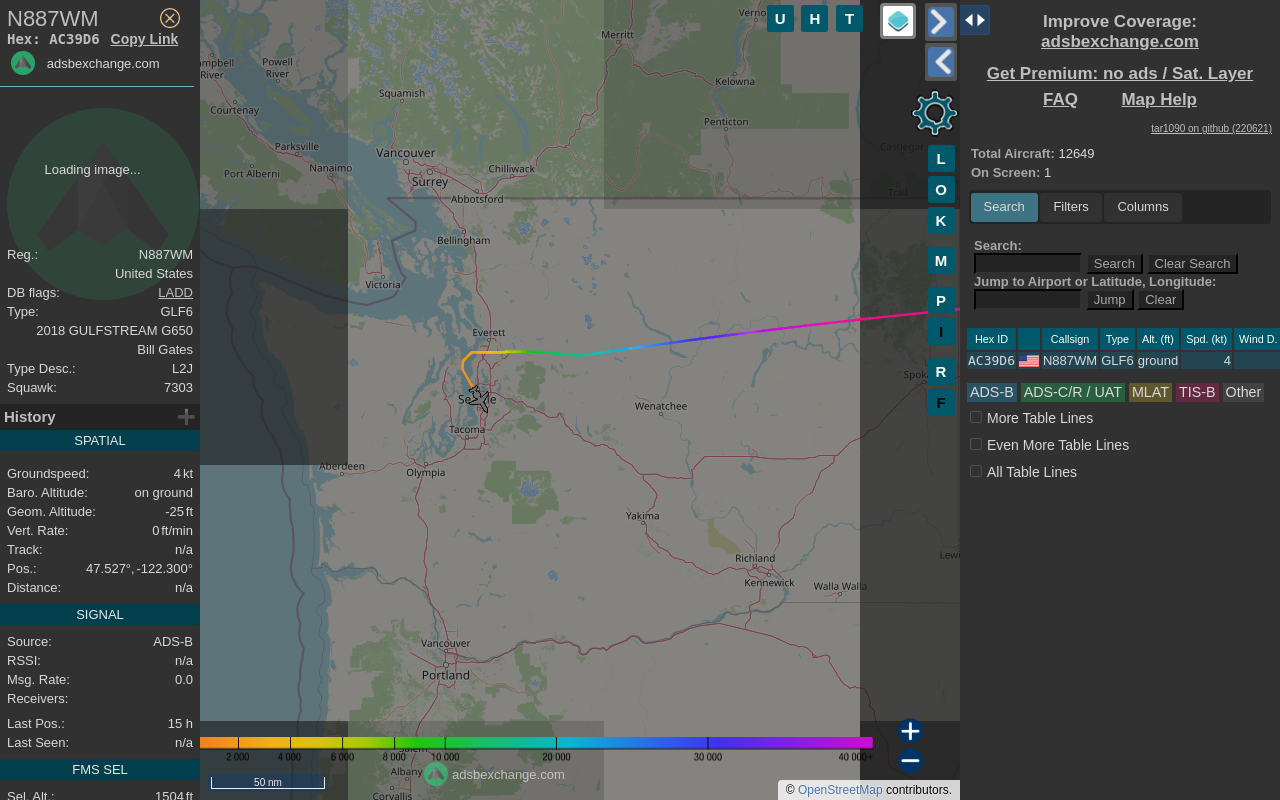 N887WM
Hex: AC39D6 Copy Link
adsbexchange.com
Loading image...
Reg.: N887WM
United States
DB flags: LADD
Type: GLF6
2018 GULFSTREAM G650
Bill Gates
Type Desc.: L2J
Squawk: 7303
History
SPATIAL
Groundspeed: 4 kt
Baro. Altitude: on ground
Geom. Altitude: -25 ft
Vert. Rate: 0 ft/min
Track: n/a
Pos.: 47.527°, -122.300°
Distance: n/a
SIGNAL
Source: ADS-B
RSSI: n/a
Msg. Rate: 0.0
Receivers:
Last Pos.: 15 h
Last Seen: n/a
FMS SEL
Sel. Alt.: 1504 ft
Campbell
River
Powell
River
Courtenay
Squamish
Parksville
Nanaimo
Port Alberni
Vancouver
Surrey
Chilliwack
Abbotsford
Bellingham
Victoria
Everett
Seattle
Tacoma
Olympia
Aberdeen
Merritt
Verno
Kelowna
Penticton
Castlegar
Trail
Wenatchee
Spok
Yakima
Richland
Kennewick
Walla Walla
Lewi
Vancouver
Portland
Salem
Albany
Corvallis
U H T
L
O
K
M
P
I
R
F
2 000 4 000 6 000 8 000 10 000 20 000 30 000 40 000+
50 nm
adsbexchange.com
© OpenStreetMap contributors.
Improve Coverage:
adsbexchange.com
Get Premium: no ads / Sat. Layer
FAQ Map Help
tar1090 on github (220621)
Total Aircraft: 12649
On Screen: 1
Search Filters Columns
Search:
Search Clear Search
Jump to Airport or Latitude, Longitude:
Jump Clear
Hex ID Callsign Type Alt. (ft) Spd. (kt) Wind D.
AC39D6 N887WM GLF6 ground 4
ADS-B ADS-C/R / UAT MLAT TIS-B Other
More Table Lines
Even More Table Lines
All Table Lines